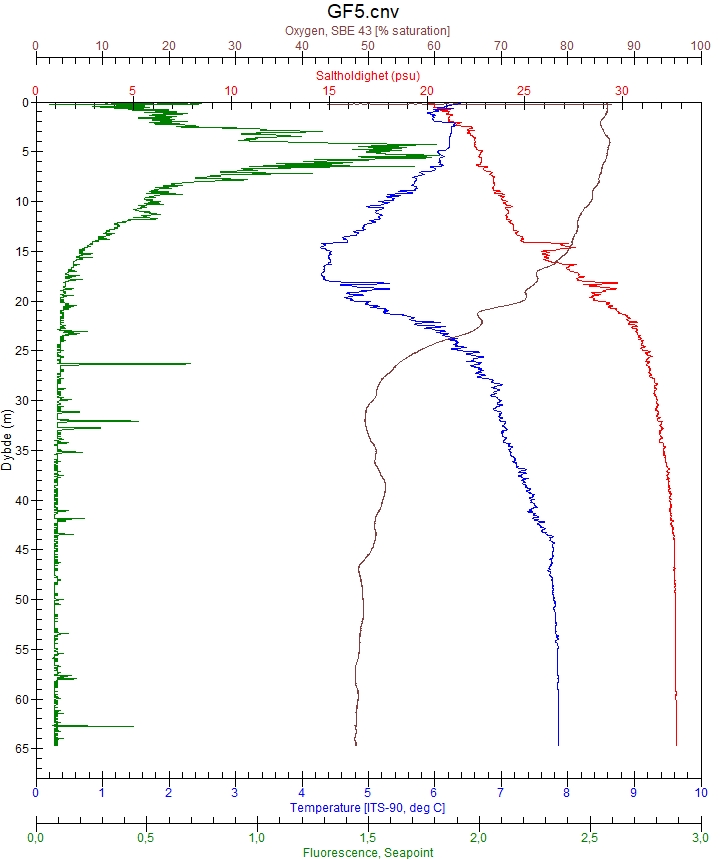 GF5.cnv
Oxygen, SBE 43 [% saturation]
0 10 20 30 40 50 60 70 80 90 100
Saltholdighet (psu)
0 5 10 15 20 25 30
0
5
10
15
20
25
30
35
40
45
50
55
60
65
Dybde (m)
0 1 2 3 4 5 6 7 8 9 10
Temperature [ITS-90, deg C]
0,0 0,5 1,0 1,5 2,0 2,5 3,0
Fluorescence, Seapoint